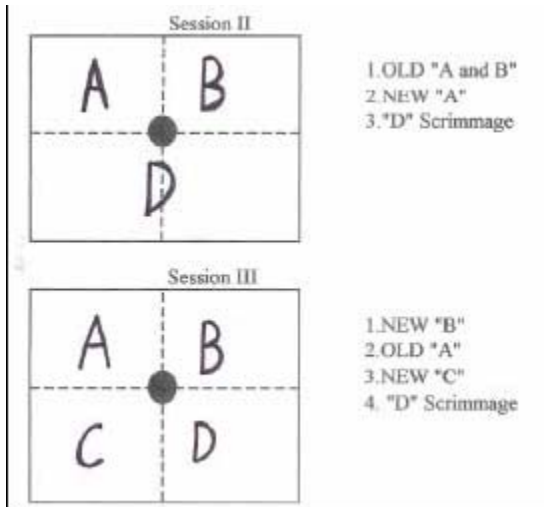 Session II
A B
D
1.OLD "A and B"
2.NEW "A"
3."D" Scrimmage
Session III
A B
C D
1.NEW "B"
2.OLD "A"
3.NEW "C"
4. "D" Scrimmage